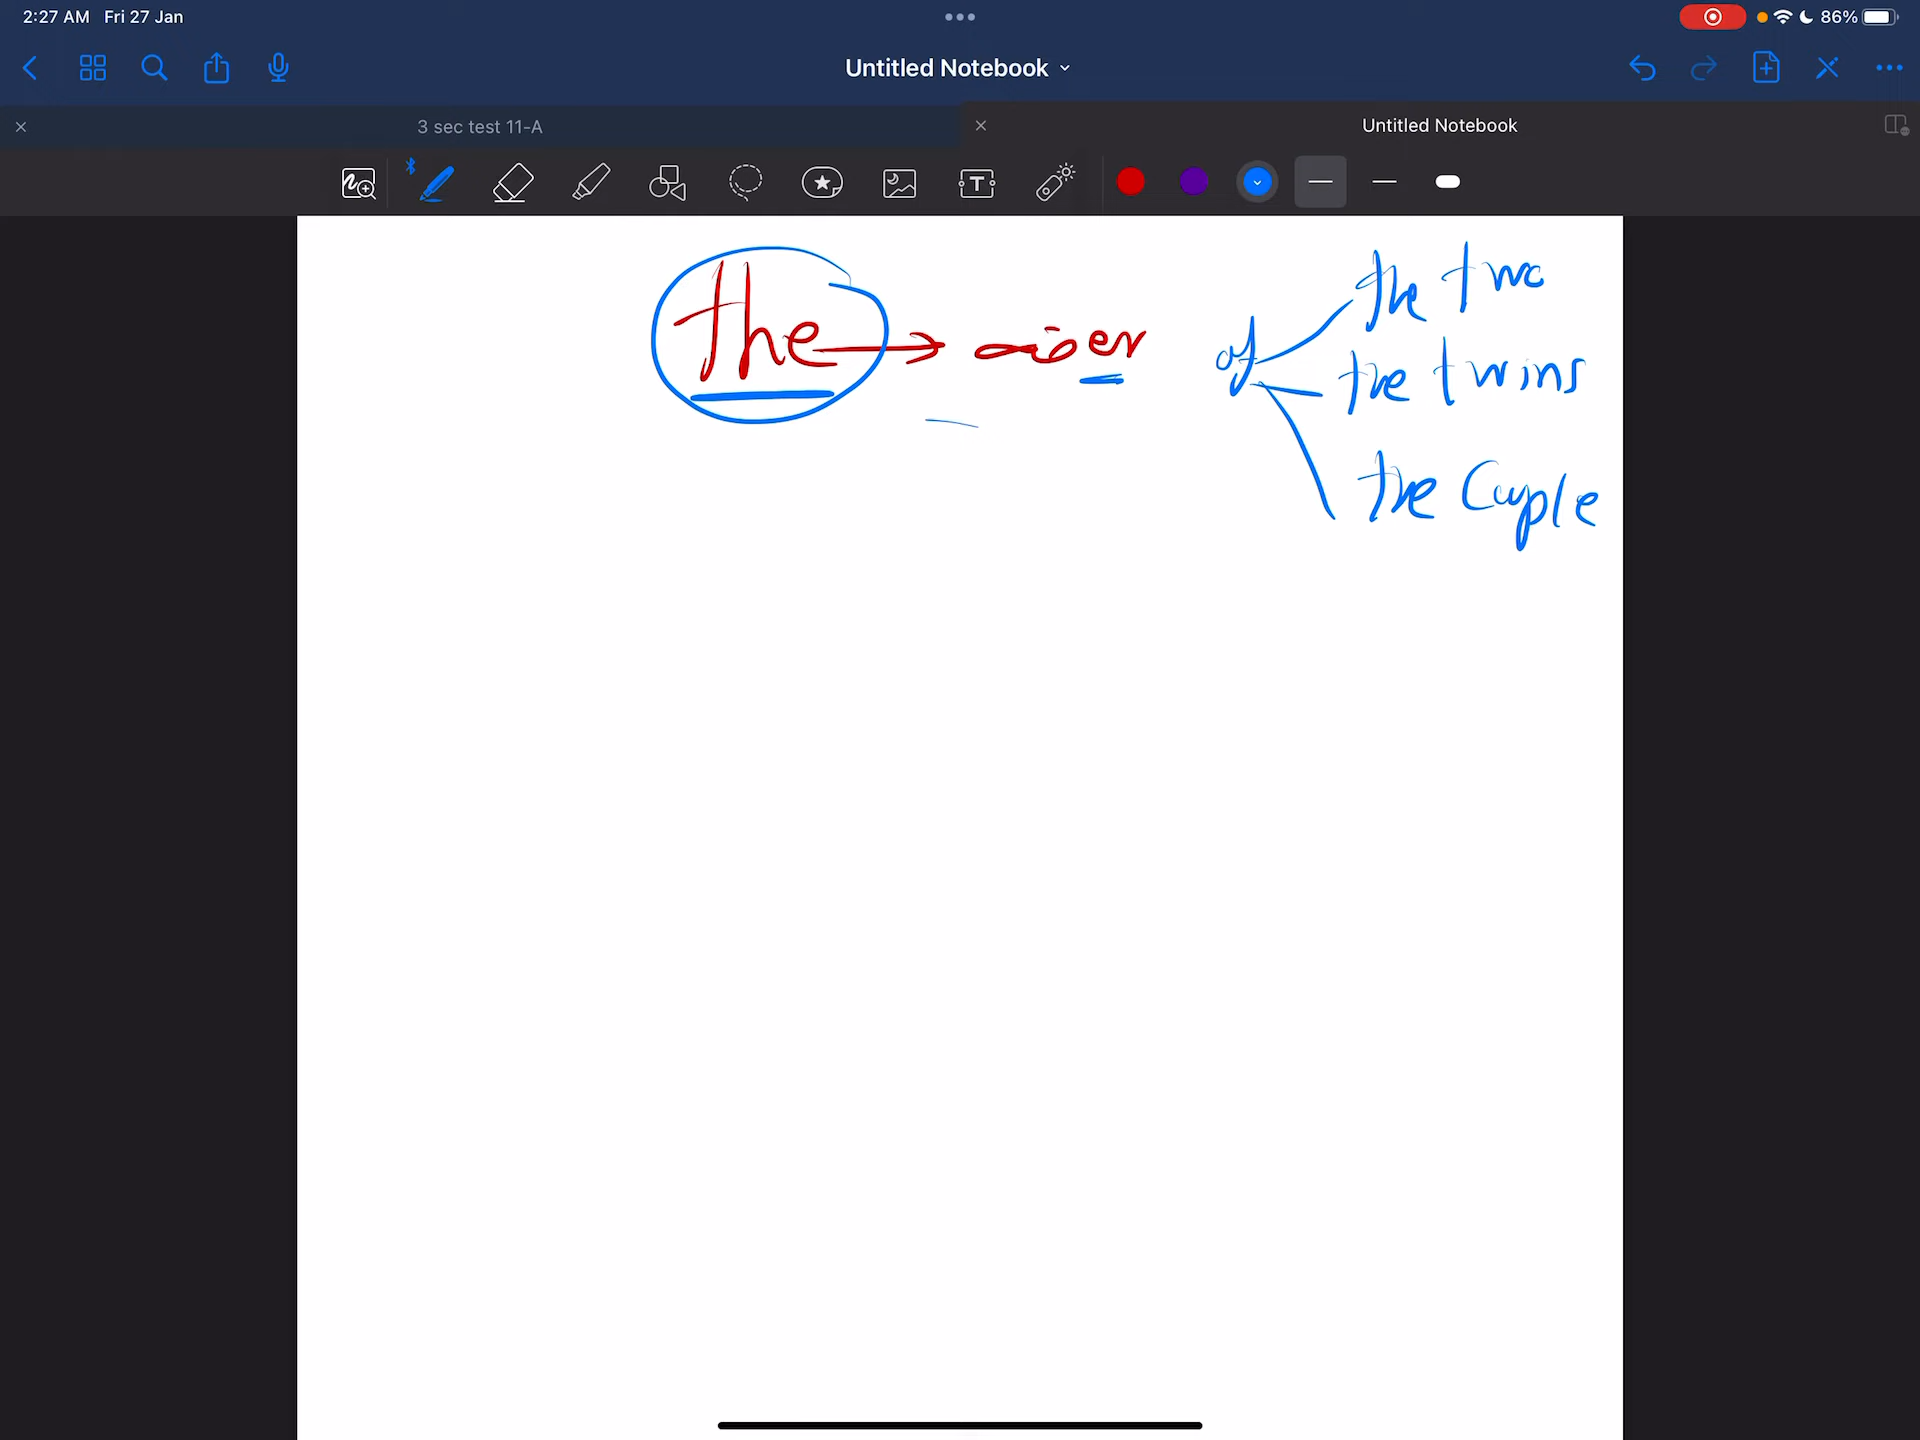 2:27 AM Fri 27 Jan
86%
Untitled Notebook
3 sec test 11-A
Untitled Notebook
the → صفة er of
the two
the twins
the Cuple